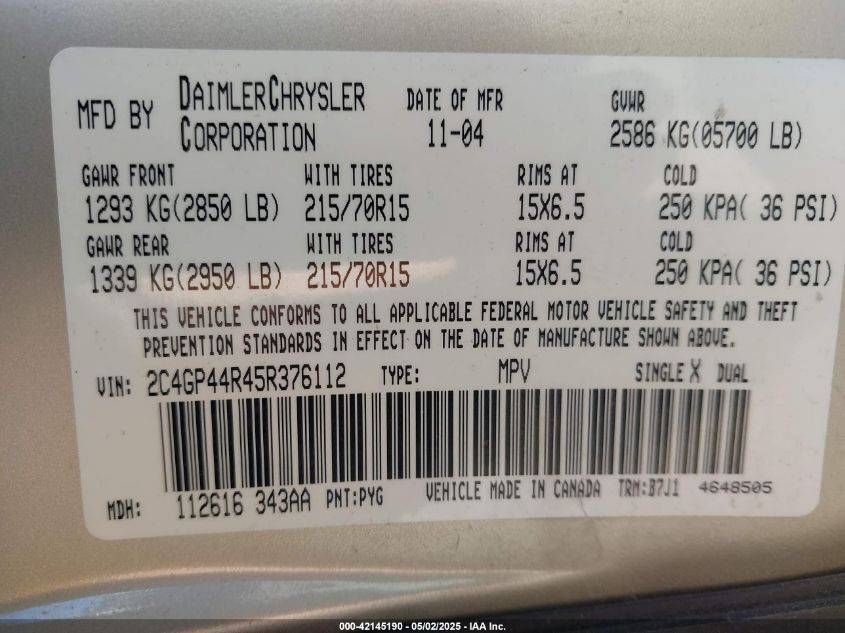 MFD BY DAIMLERCHRYSLER CORPORATION DATE OF MFR 11-04 GVWR 2586 KG(05700 LB)
GAWR FRONT WITH TIRES RIMS AT COLD
1293 KG(2850 LB) 215/70R15 15X6.5 250 KPA( 36 PSI)
GAWR REAR WITH TIRES RIMS AT COLD
1339 KG(2950 LB) 215/70R15 15X6.5 250 KPA( 36 PSI)
THIS VEHICLE CONFORMS TO ALL APPLICABLE FEDERAL MOTOR VEHICLE SAFETY AND THEFT
PREVENTION STANDARDS IN EFFECT ON THE DATE OF MANUFACTURE SHOWN ABOVE.
VIN: 2C4GP44R45R376112 TYPE: MPV SINGLE X DUAL
MDH: 112616 343AA PNT:PYG VEHICLE MADE IN CANADA TRM:B7J1 4648505
000-42145190 - 05/02/2025 - IAA Inc.